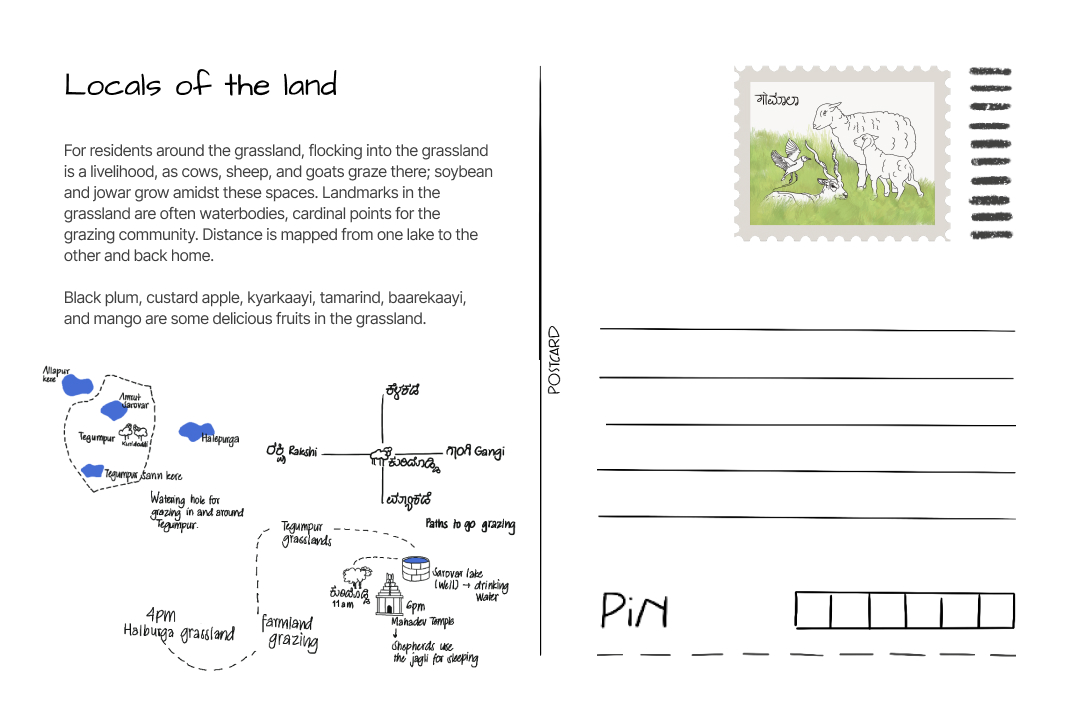 Locals of the land
For residents around the grassland, flocking into the grassland
is a livelihood, as cows, sheep, and goats graze there; soybean
and jowar grow amidst these spaces. Landmarks in the
grassland are often waterbodies, cardinal points for the
grazing community. Distance is mapped from one lake to the
other and back home.
Black plum, custard apple, kyarkaayi, tamarind, baarekaayi,
and mango are some delicious fruits in the grassland.
Allapur
kere
Amrut
Sarovar
Tegumpur
Kuridoddi
Halepurga
Tegumpur sann kere
Watering hole for
grazing in and around
Tegumpur.
ಕೆಳ್ಕಡೆ
Rakshi
ಕುರಿದೊಡ್ಡಿ
ಗಾಂಗಿ Gangi
ಮ್ಯಾಕಡೆ
Paths to go grazing
Tegumpur
grasslands
ಕುರಿದೊಡ್ಡಿ
11am
Sarover lake
(well) → drinking
water
6pm
Mahadev Temple
↓
Shepherds use
the jagli for sleeping
4PM
Halburga grassland
farmland
grazing
POSTCARD
ಗೋಮಾಲಾ
PiN